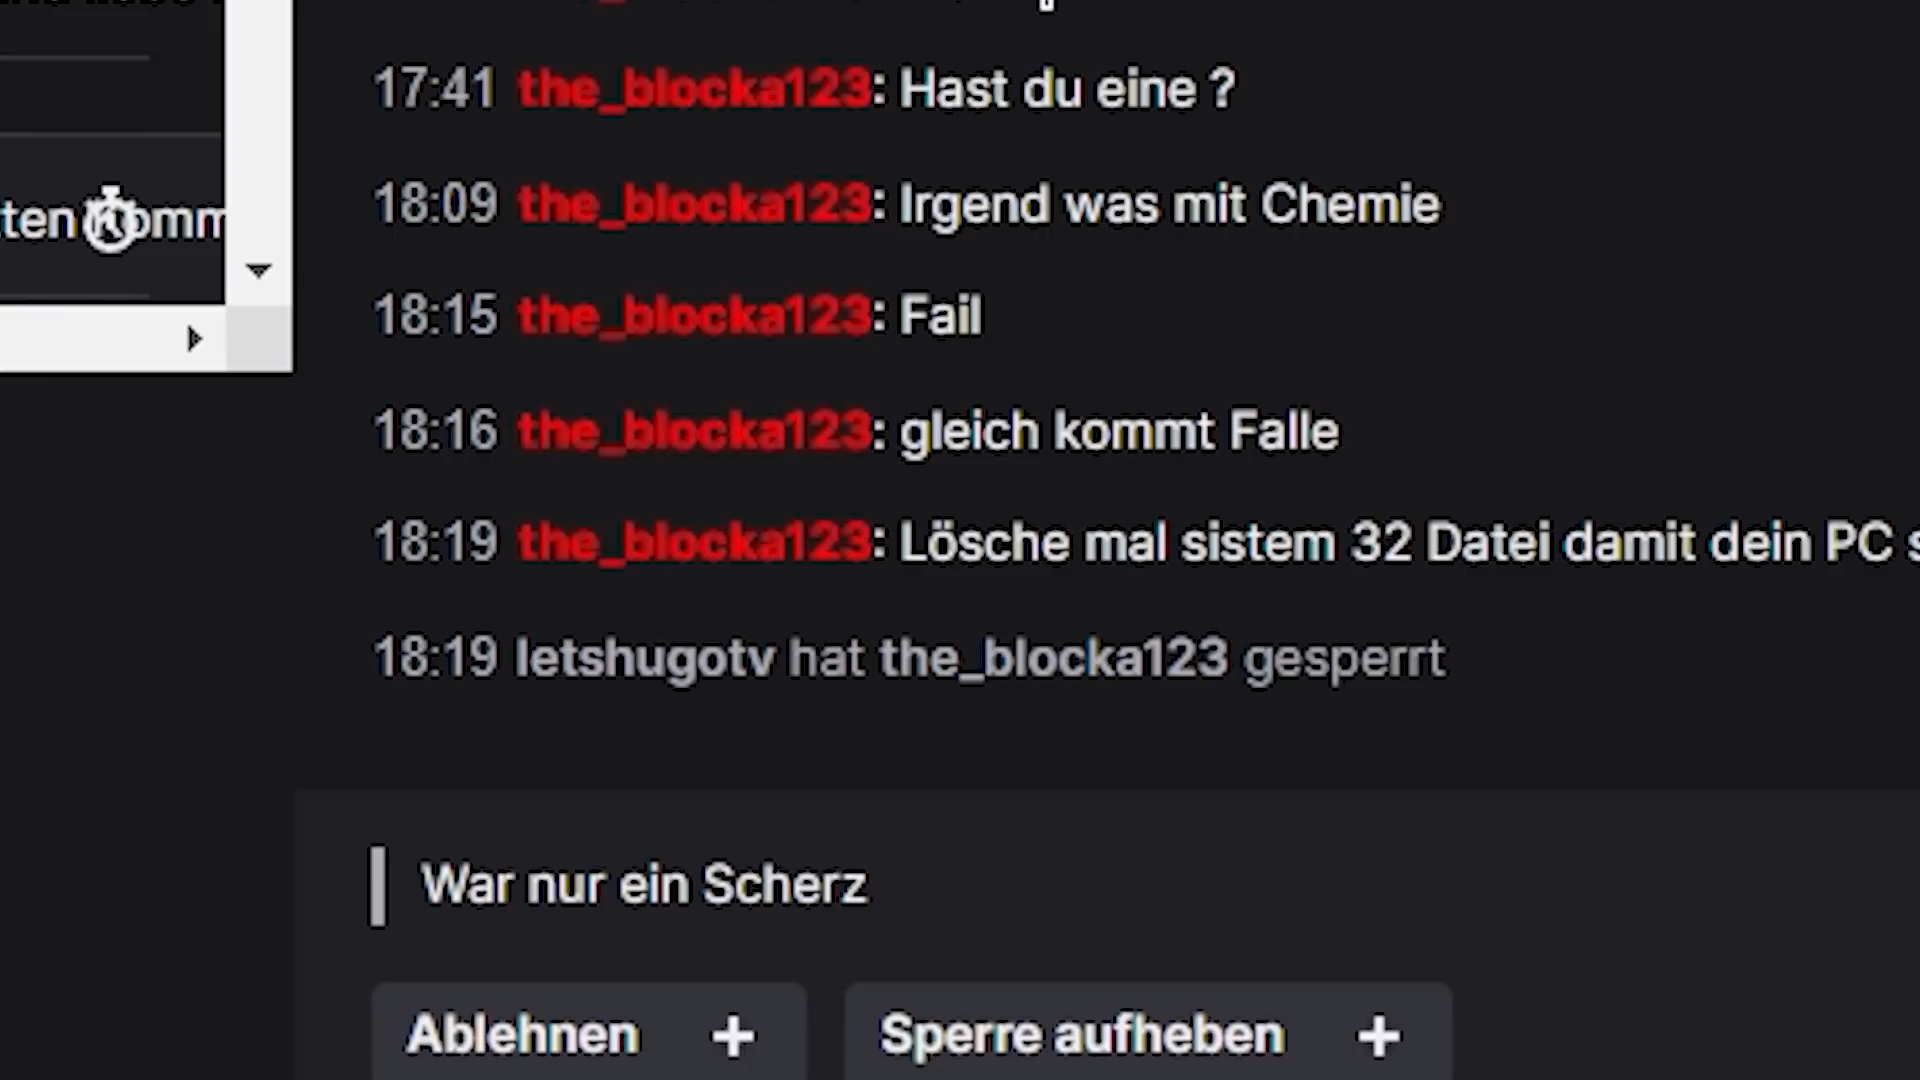 17:41 the_blocka123: Hast du eine ?
18:09 the_blocka123: Irgend was mit Chemie
ten Komm
18:15 the_blocka123: Fail
18:16 the_blocka123: gleich kommt Falle
18:19 the_blocka123: Lösche mal sistem 32 Datei damit dein PC s
18:19 letshugotv hat the_blocka123 gesperrt
War nur ein Scherz
Ablehnen +
Sperre aufheben +